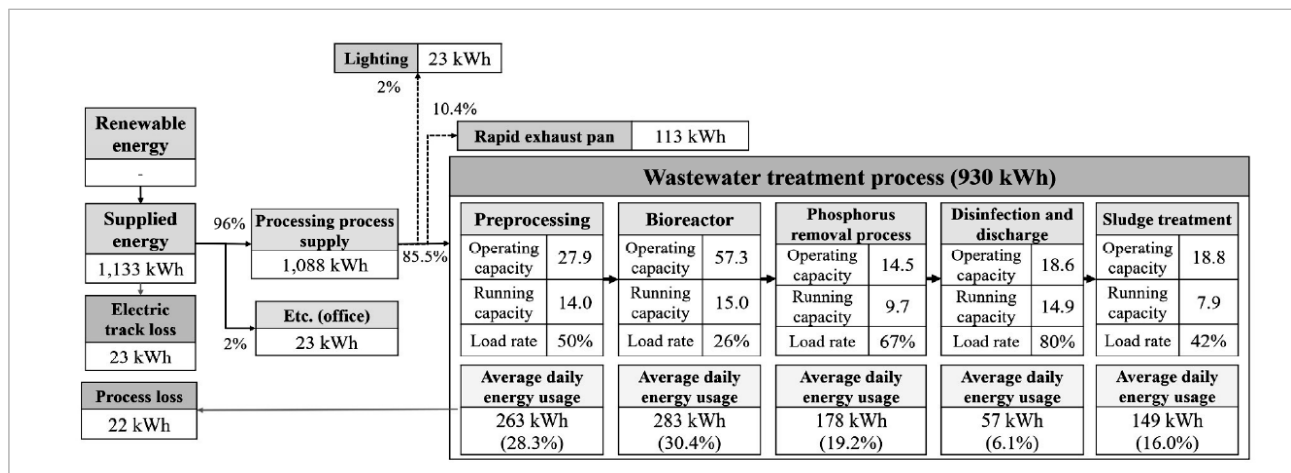 Lighting 23 kWh
2%
10.4%
Renewable
energy
-
Rapid exhaust pan 113 kWh
Supplied
energy
1,133 kWh
96%
Processing process
supply
1,088 kWh
85.5%
Electric
track loss
23 kWh
2%
Etc. (office)
23 kWh
Process loss
22 kWh
Wastewater treatment process (930 kWh)
Preprocessing
Operating
capacity
27.9
Running
capacity
14.0
Load rate 50%
Average daily
energy usage
263 kWh
(28.3%)
Bioreactor
Operating
capacity
57.3
Running
capacity
15.0
Load rate 26%
Average daily
energy usage
283 kWh
(30.4%)
Phosphorus
removal process
Operating
capacity
14.5
Running
capacity
9.7
Load rate 67%
Average daily
energy usage
178 kWh
(19.2%)
Disinfection and
discharge
Operating
capacity
18.6
Running
capacity
14.9
Load rate 80%
Average daily
energy usage
57 kWh
(6.1%)
Sludge treatment
Operating
capacity
18.8
Running
capacity
7.9
Load rate 42%
Average daily
energy usage
149 kWh
(16.0%)